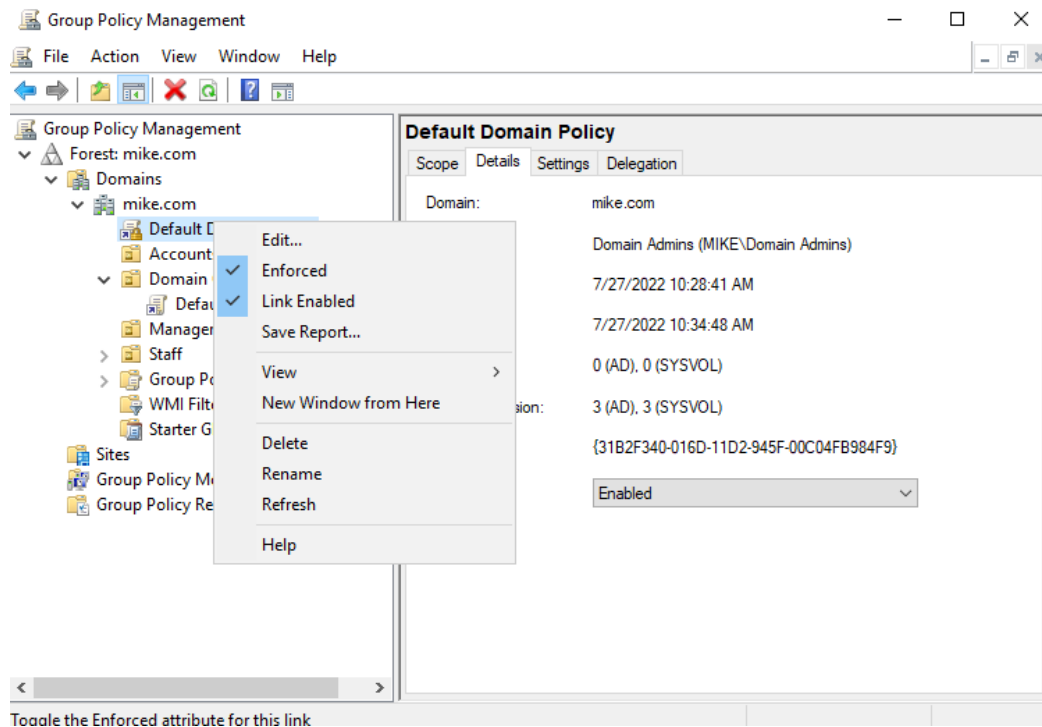 Group Policy Management
File Action View Window Help
Group Policy Management
Forest: mike.com
Domains
mike.com
Default
Account
Domain
Manager
Staff
Group
WMI
Starter
Sites
Group Policy
Group Policy
Edit...
Enforced
Link Enabled
Save Report...
View
New Window from Here
Delete
Rename
Refresh
Help
Default Domain Policy
Scope Details Settings Delegation
Domain: mike.com
Domain Admins (MIKE\Domain Admins)
7/27/2022 10:28:41 AM
7/27/2022 10:34:48 AM
0 (AD), 0 (SYSVOL)
sion: 3 (AD), 3 (SYSVOL)
{31B2F340-016D-11D2-945F-00C04FB984F9}
Enabled
Toggle the Enforced attribute for this link